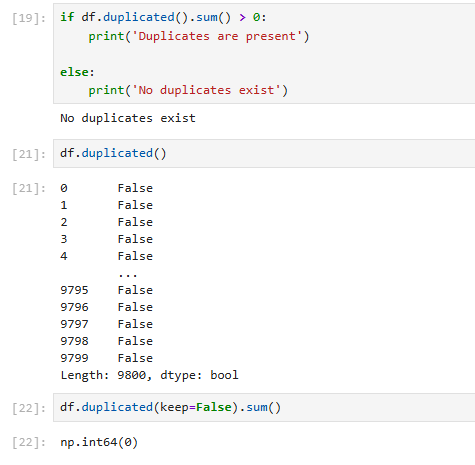 [19]: if df.duplicated().sum() > 0:
print('Duplicates are present')
else:
print('No duplicates exist')
No duplicates exist
[21]: df.duplicated()
[21]: 0 False
1 False
2 False
3 False
4 False
...
9795 False
9796 False
9797 False
9798 False
9799 False
Length: 9800, dtype: bool
[22]: df.duplicated(keep=False).sum()
[22]: np.int64(0)